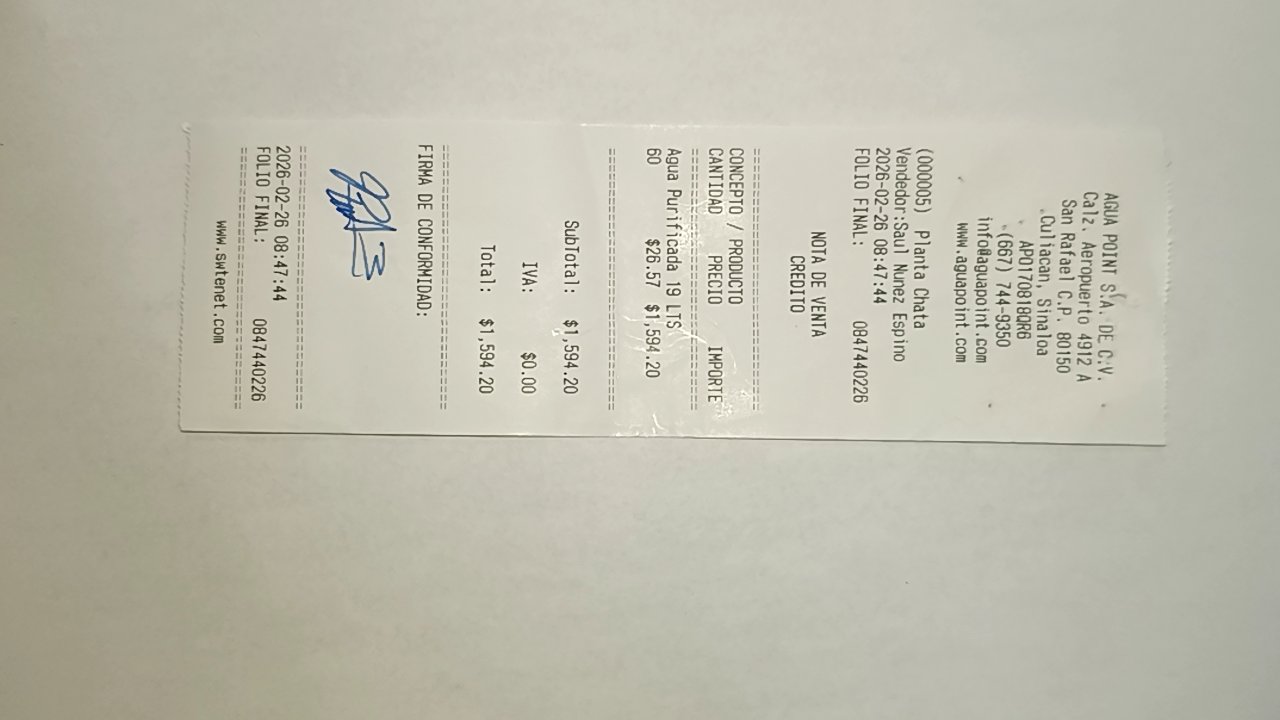 AGUA POINT S.A. DE C.V.
Calz. Aeropuerto 4912 A
San Rafael C.P. 80150
Culiacan, Sinaloa
APO170818QR6
(667) 744-9350
info@aguapoint.com
www.aguapoint.com
(000005) Planta Chata
Vendedor:Saul Nunez Espino
2026-02-26 08:47:44
FOLIO FINAL: 0847440226
NOTA DE VENTA
CREDITO
==============================
CONCEPTO / PRODUCTO
CANTIDAD PRECIO IMPORTE
==============================
Agua Purificada 19 LTS
60 $26.57 $1,594.20
==============================
SubTotal: $1,594.20
IVA: $0.00
Total: $1,594.20
==============================
FIRMA DE CONFORMIDAD:
==============================
2026-02-26 08:47:44
FOLIO FINAL: 0847440226
==============================
www.swtenet.com